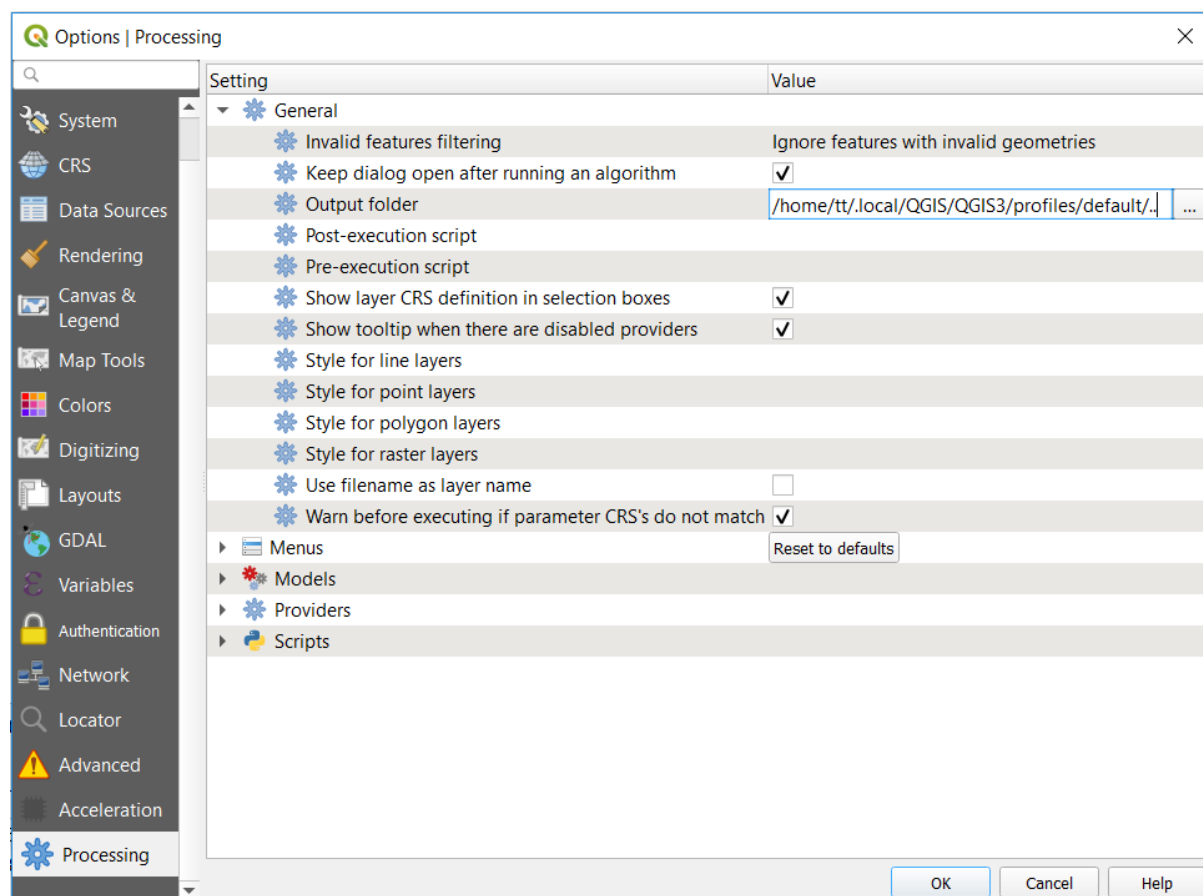 Options | Processing
System
CRS
Data Sources
Rendering
Canvas &
Legend
Map Tools
Colors
Digitizing
Layouts
GDAL
Variables
Authentication
Network
Locator
Advanced
Acceleration
Processing
Setting Value
General
Invalid features filtering Ignore features with invalid geometries
Keep dialog open after running an algorithm
Output folder /home/tt/.local/QGIS/QGIS3/profiles/default/.. ...
Post-execution script
Pre-execution script
Show layer CRS definition in selection boxes
Show tooltip when there are disabled providers
Style for line layers
Style for point layers
Style for polygon layers
Style for raster layers
Use filename as layer name
Warn before executing if parameter CRS's do not match
Menus Reset to defaults
Models
Providers
Scripts
OK Cancel Help